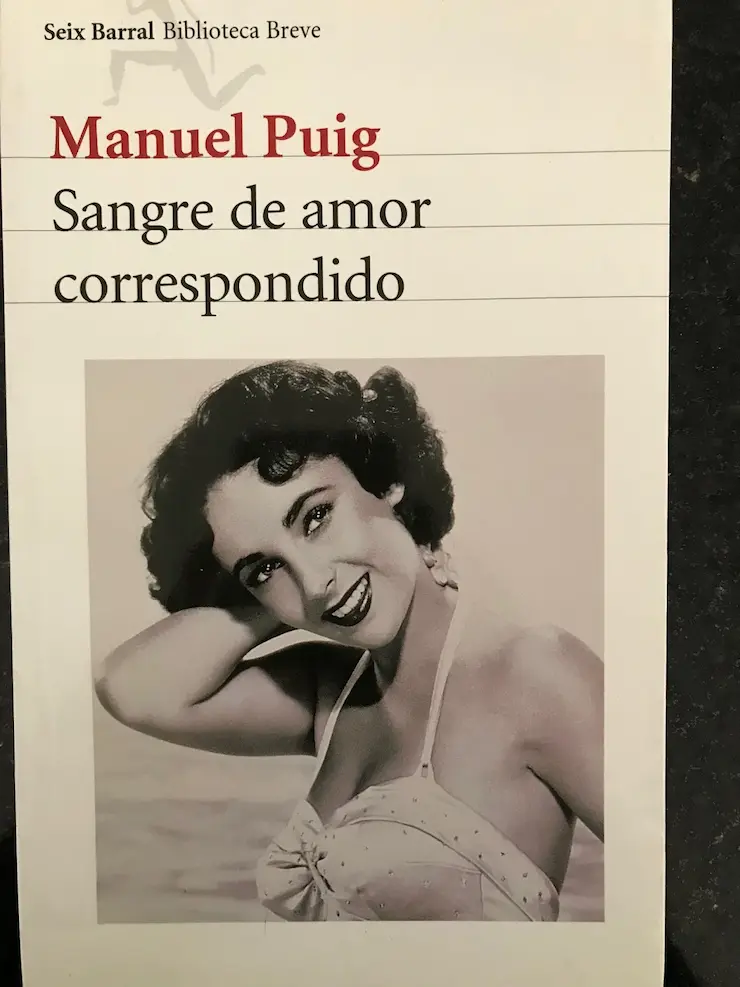 Seix Barral Biblioteca Breve
Manuel Puig
Sangre de amor
correspondido